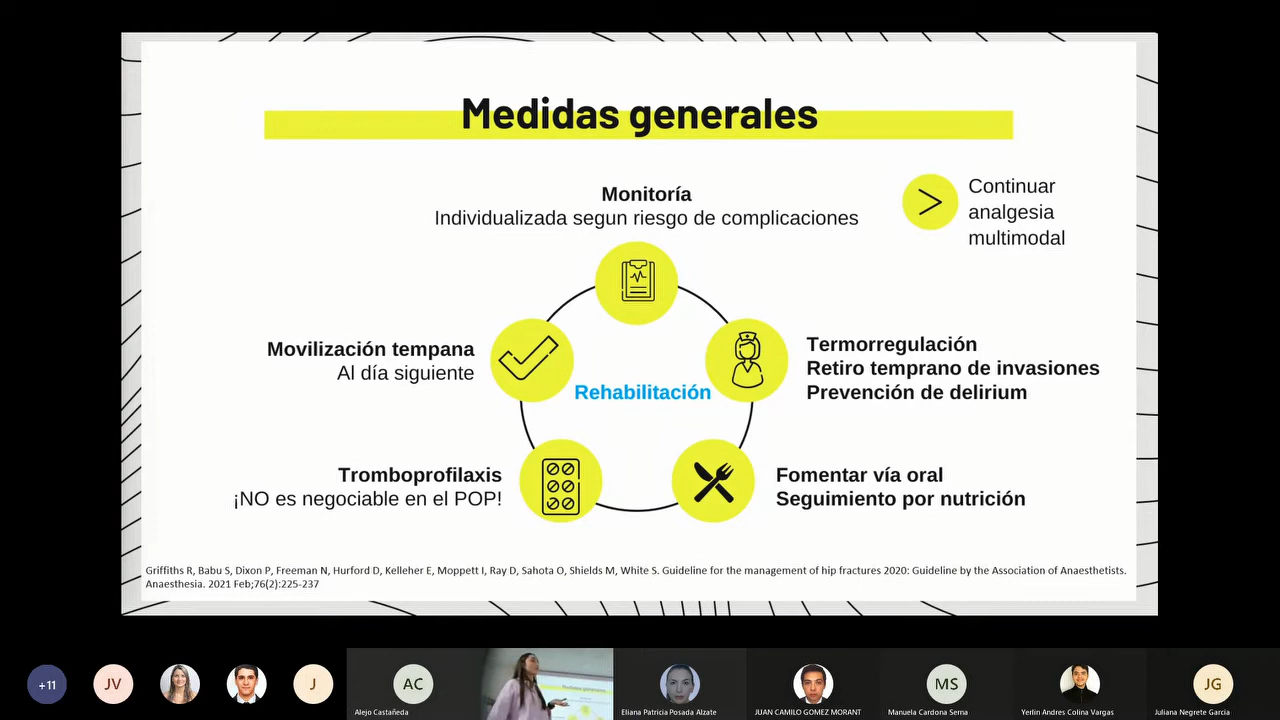 Medidas generales
Monitoría
Individualizada segun riesgo de complicaciones
Continuar
analgesia
multimodal
Movilización tempana
Al día siguiente
Termorregulación
Retiro temprano de invasiones
Prevención de delirium
Rehabilitación
Tromboprofilaxis
¡NO es negociable en el POP!
Fomentar vía oral
Seguimiento por nutrición
Griffiths R, Babu S, Dixon P, Freeman N, Hurford D, Kelleher E, Moppett I, Ray D, Sahota O, Shields M, White S. Guideline for the management of hip fractures 2020: Guideline by the Association of Anaesthetists.
Anaesthesia. 2021 Feb;76(2):225-237
+11
JV
J
AC
Medidas generales
MS
JG
Alejo Castañeda
Eliana Patricia Posada Alzate
JUAN CAMILO GOMEZ MORANT
Manuela Cardona Serna
Yerlin Andres Colina Vargas
Juliana Negrete García